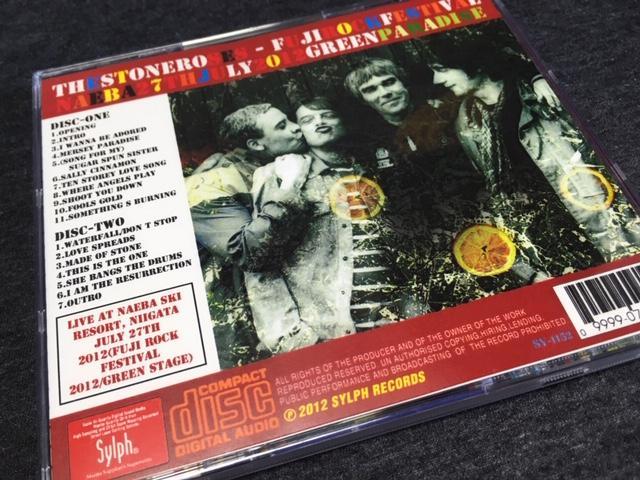 THE STONE RO ES - FUJI ROCK FESTIVAL
NAEBA 27TH JULY 2012 GREEN PARADISE
DISC-ONE
1.OPENING
2.INTRO
3.I WANNA BE ADORED
4.MERSEY PARADISE
5.(SONG FOR MY)
SUGAR SPUN SISTER
6.SALLY CINNAMON
7.TEN STOREY LOVE SONG
8.WHERE ANGELS PLAY
9.SHOOT YOU DOWN
10.FOOLS GOLD
11.SOMETHING S BURNING
DISC-TWO
1.WATERFALL/DON T STOP
2.LOVE SPREADS
3.MADE OF STONE
4.THIS IS THE ONE
5.SHE BANGS THE DRUMS
6.I AM THE RESURRECTION
7.OUTRO
LIVE AT NAEBA SKI
RESORT, NIIGATA
JULY 27TH
2012(FUJI ROCK
FESTIVAL
2012/GREEN STAGE)
COMPACT
disc
DIGITAL AUDIO
ALL RIGHTS OF THE PRODUCER AND OF THE OWNER OF THE WORK
REPRODUCED RESERVED. UN AUTHORISED COPYING.HIRING.LENDING.
PUBLIC PERFORMANCE AND BROADCASTING OF THE RECORD PROHIBITED
℗ 2012 SYLPH RECORDS
SY-1152
0 9999-07
Sylph.